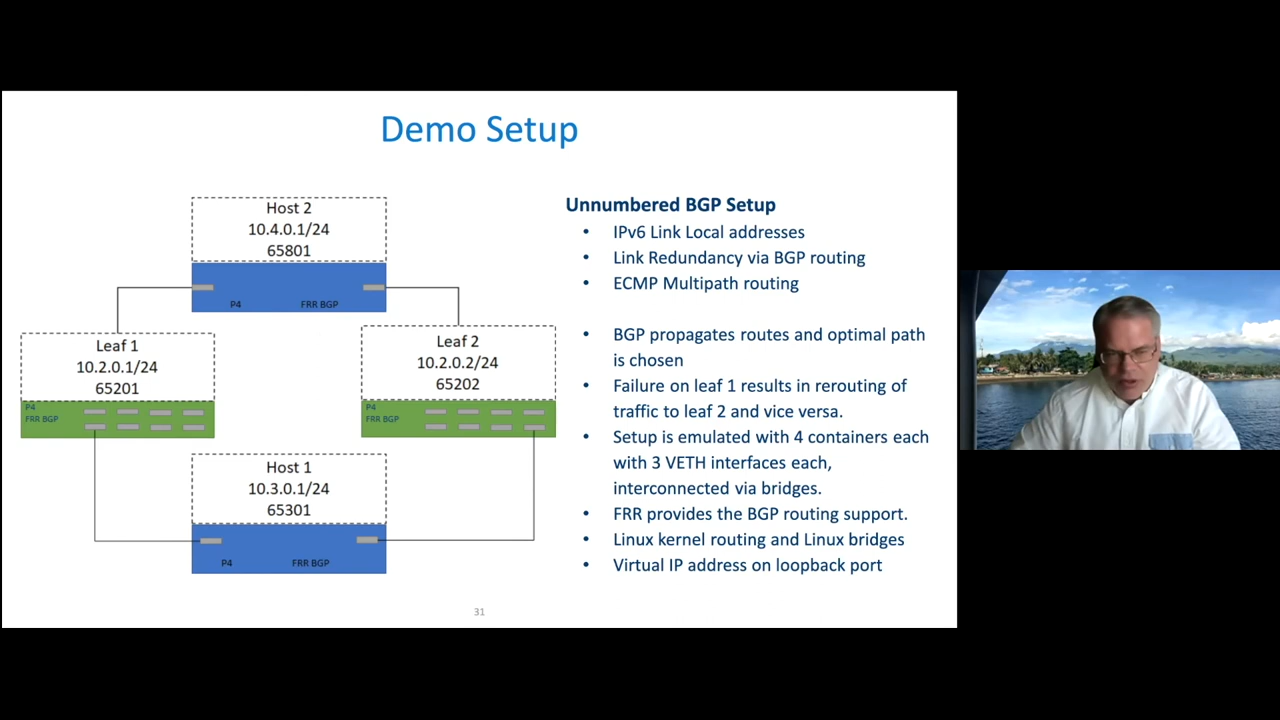 Demo Setup
Host 2
10.4.0.1/24
65801
P4
FRR BGP
Leaf 1
10.2.0.1/24
65201
P4
FRR BGP
Leaf 2
10.2.0.2/24
65202
P4
FRR BGP
Host 1
10.3.0.1/24
65301
P4
FRR BGP
Unnumbered BGP Setup
• IPv6 Link Local addresses
• Link Redundancy via BGP routing
• ECMP Multipath routing
• BGP propagates routes and optimal path
is chosen
• Failure on leaf 1 results in rerouting of
traffic to leaf 2 and vice versa.
• Setup is emulated with 4 containers each
with 3 VETH interfaces each,
interconnected via bridges.
• FRR provides the BGP routing support.
• Linux kernel routing and Linux bridges
• Virtual IP address on loopback port
31